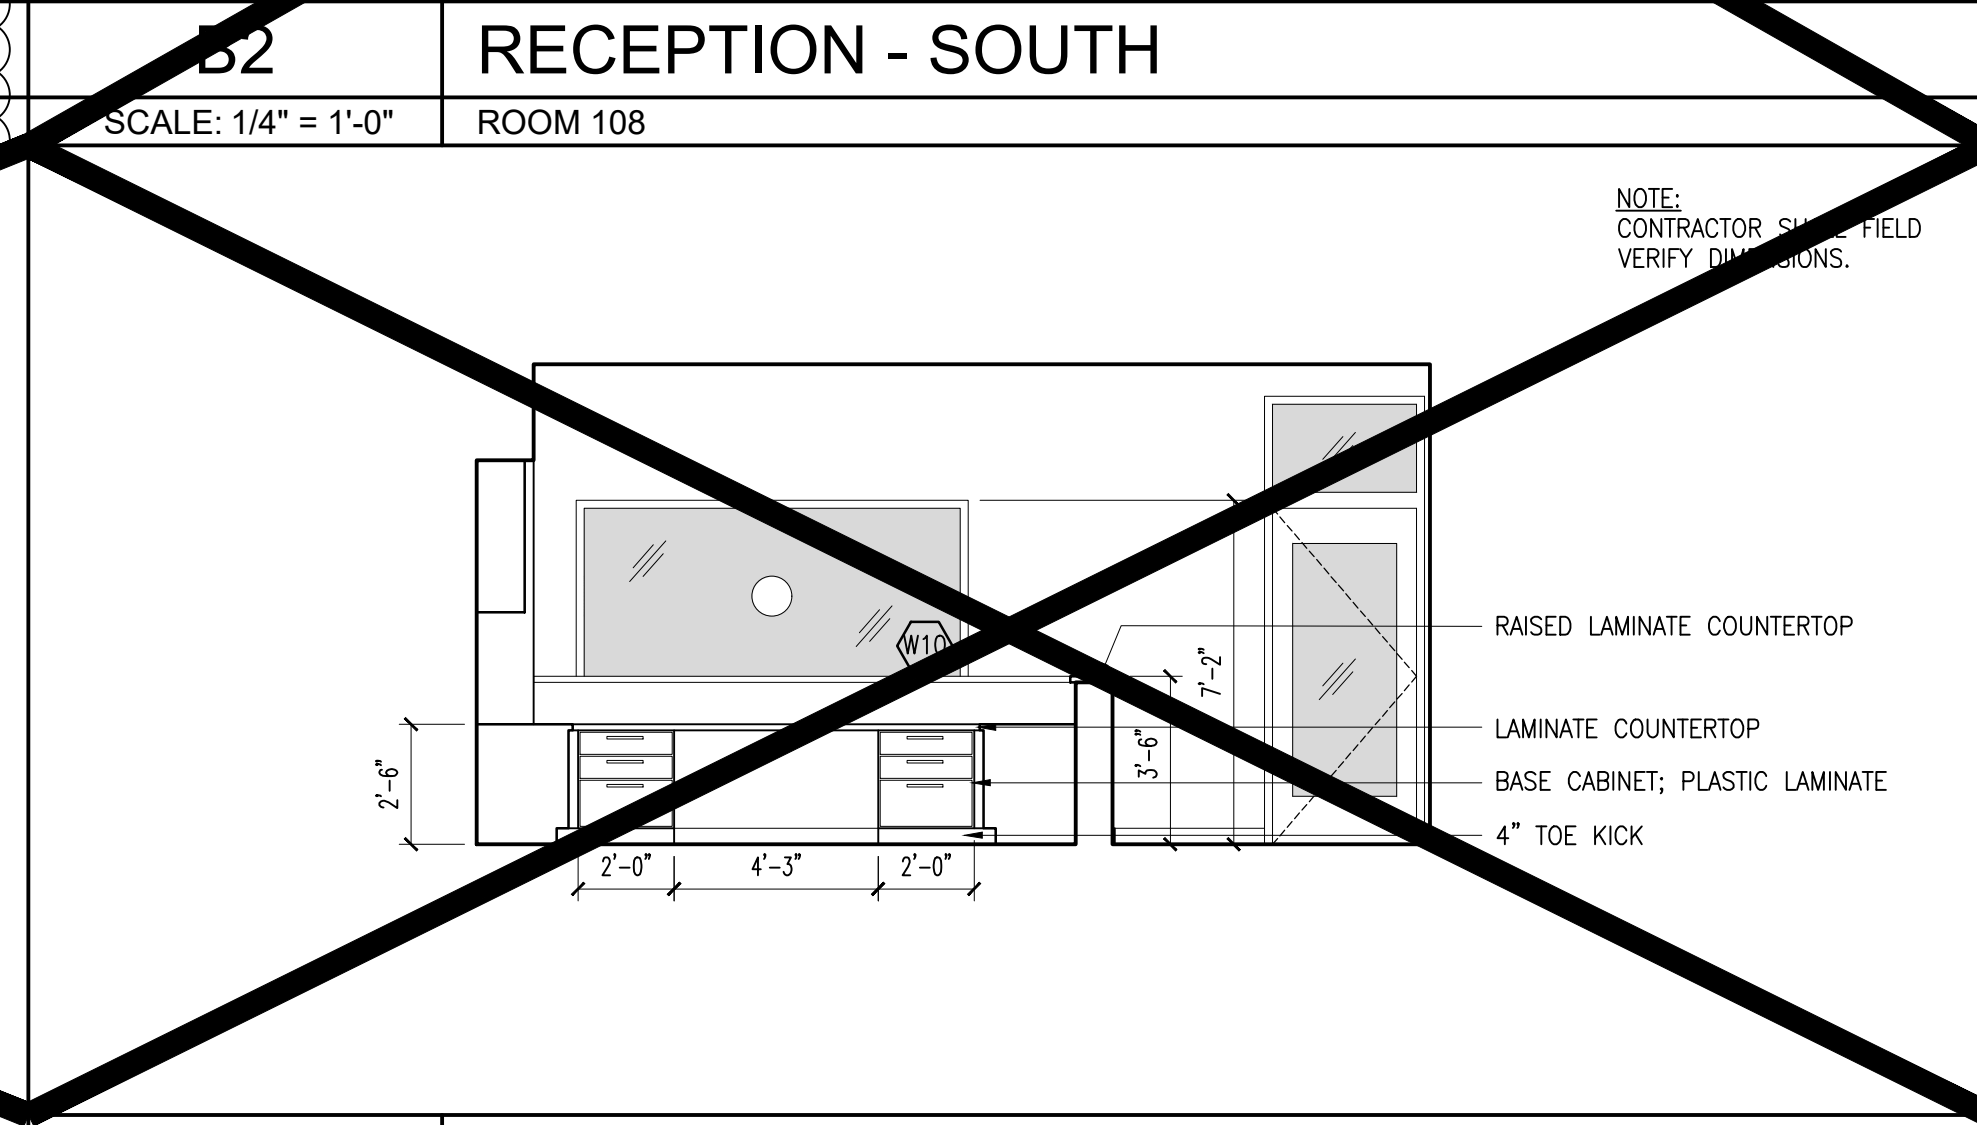 B2
RECEPTION - SOUTH
SCALE: 1/4" = 1'-0"
ROOM 108
NOTE:
CONTRACTOR FIELD
VERIFY DIMENSIONS.
W10
RAISED LAMINATE COUNTERTOP
7'-2"
LAMINATE COUNTERTOP
3'-6"
2'-6"
BASE CABINET; PLASTIC LAMINATE
4" TOE KICK
2'-0"
4'-3"
2'-0"